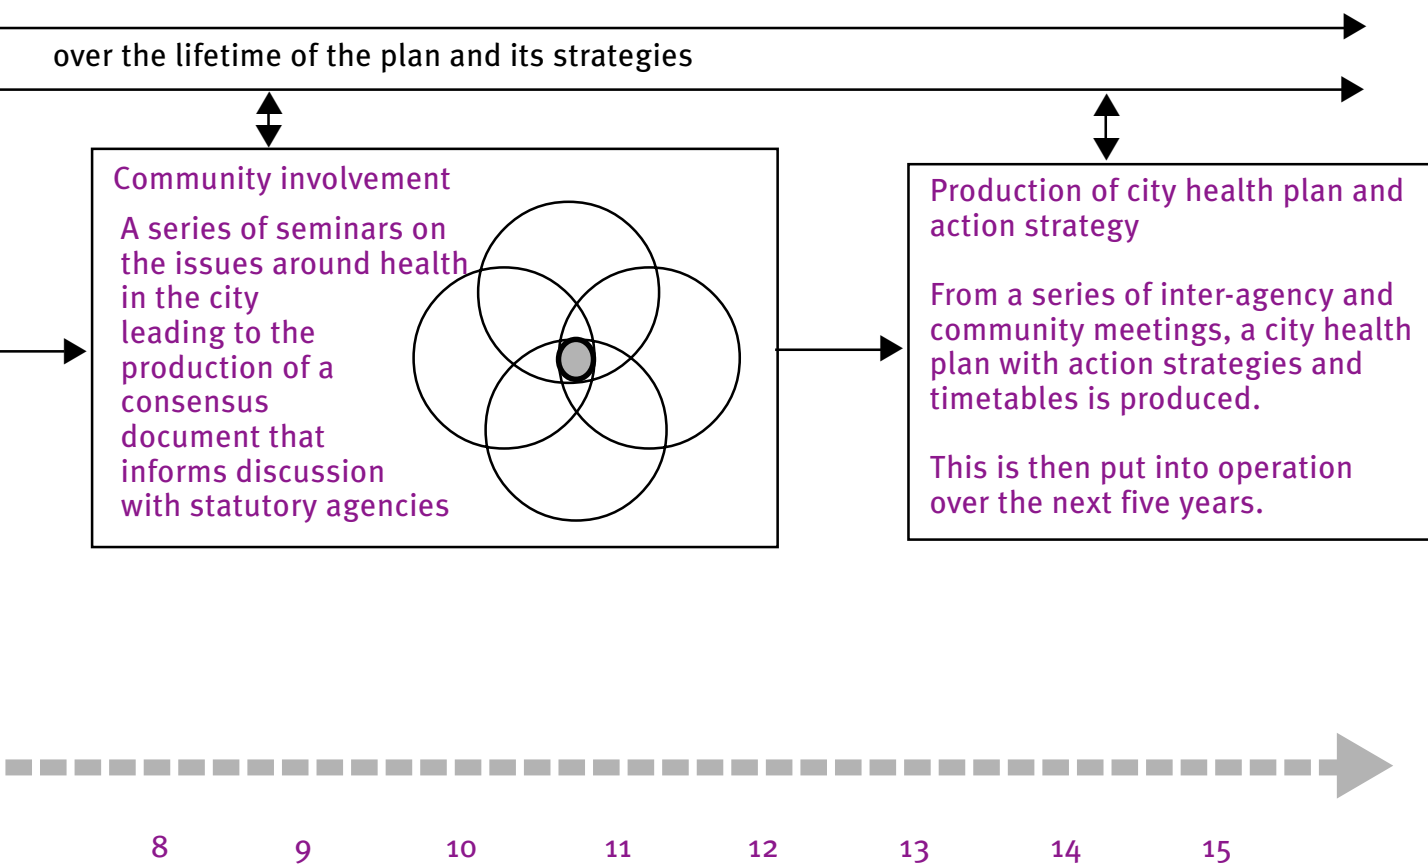 over the lifetime of the plan and its strategies
Community involvement
A series of seminars on
the issues around health
in the city
leading to the
production of a
consensus
document that
informs discussion
with statutory agencies
Production of city health plan and
action strategy
From a series of inter-agency and
community meetings, a city health
plan with action strategies and
timetables is produced.
This is then put into operation
over the next five years.
8 9 10 11 12 13 14 15